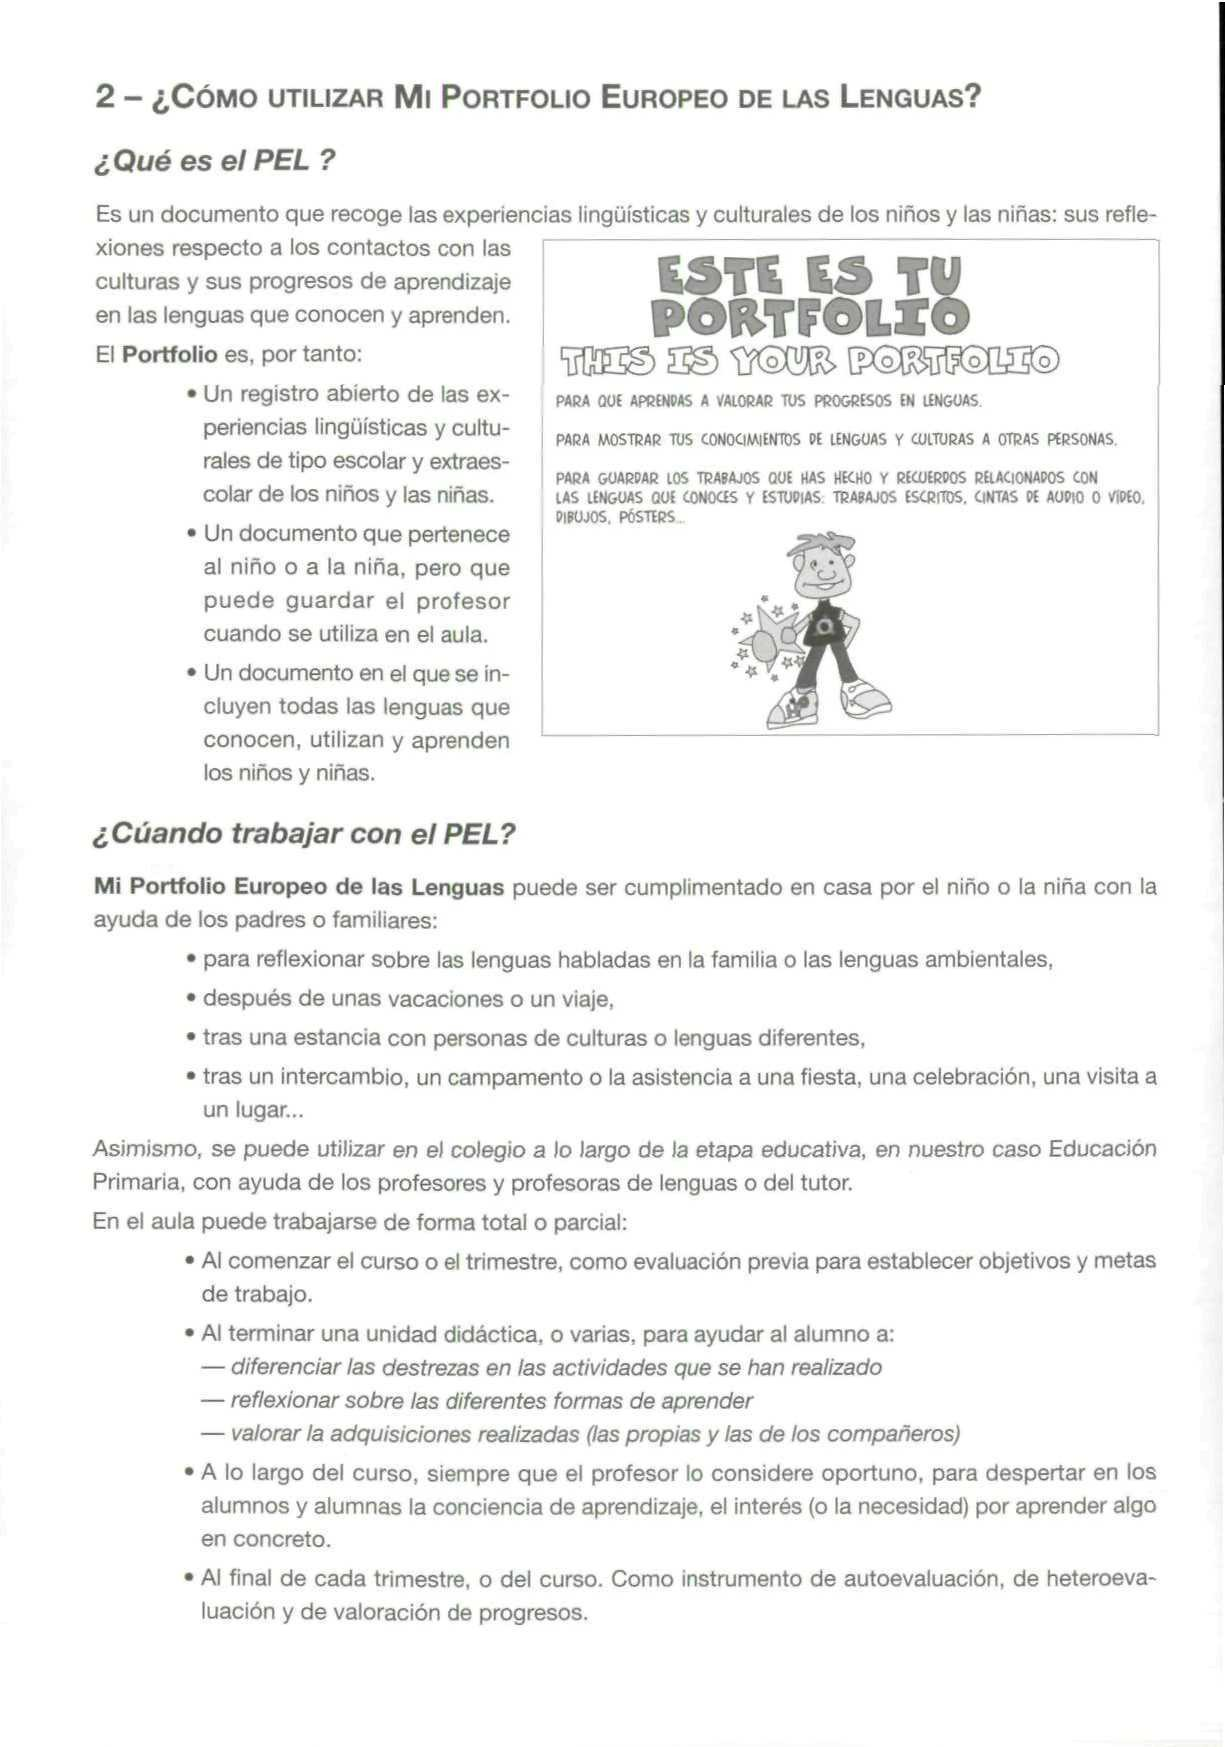 2 – ¿CÓMO UTILIZAR MI PORTFOLIO EUROPEO DE LAS LENGUAS?
¿Qué es el PEL ?
Es un documento que recoge las experiencias lingüísticas y culturales de los niños y las niñas: sus refle-
xiones respecto a los contactos con las
culturas y sus progresos de aprendizaje
en las lenguas que conocen y aprenden.
El Portfolio es, por tanto:
• Un registro abierto de las ex-
periencias lingüísticas y cultu-
rales de tipo escolar y extraes-
colar de los niños y las niñas.
• Un documento que pertenece
al niño o a la niña, pero que
puede guardar el profesor
cuando se utiliza en el aula.
• Un documento en el que se in-
cluyen todas las lenguas que
conocen, utilizan y aprenden
los niños y niñas.
ESTE ES TU
PORTFOLIO
THIS IS YOUR PORTFOLIO
PARA QUE APRENDAS A VALORAR TUS PROGRESOS EN LENGUAS.
PARA MOSTRAR TUS CONOCIMIENTOS DE LENGUAS Y CULTURAS A OTRAS PERSONAS.
PARA GUARDAR LOS TRABAJOS QUE HAS HECHO Y RECUERDOS RELACIONADOS CON
LAS LENGUAS QUE CONOCES Y ESTUDIAS: TRABAJOS ESCRITOS, CINTAS DE AUDIO O VÍDEO,
DIBUJOS, PÓSTERS...
¿Cúando trabajar con el PEL?
Mi Portfolio Europeo de las Lenguas puede ser cumplimentado en casa por el niño o la niña con la
ayuda de los padres o familiares:
• para reflexionar sobre las lenguas habladas en la familia o las lenguas ambientales,
• después de unas vacaciones o un viaje,
• tras una estancia con personas de culturas o lenguas diferentes,
• tras un intercambio, un campamento o la asistencia a una fiesta, una celebración, una visita a
un lugar...
Asimismo, se puede utilizar en el colegio a lo largo de la etapa educativa, en nuestro caso Educación
Primaria, con ayuda de los profesores y profesoras de lenguas o del tutor.
En el aula puede trabajarse de forma total o parcial:
• Al comenzar el curso o el trimestre, como evaluación previa para establecer objetivos y metas
de trabajo.
• Al terminar una unidad didáctica, o varias, para ayudar al alumno a:
— diferenciar las destrezas en las actividades que se han realizado
— reflexionar sobre las diferentes formas de aprender
— valorar la adquisiciones realizadas (las propias y las de los compañeros)
• A lo largo del curso, siempre que el profesor lo considere oportuno, para despertar en los
alumnos y alumnas la conciencia de aprendizaje, el interés (o la necesidad) por aprender algo
en concreto.
• Al final de cada trimestre, o del curso. Como instrumento de autoevaluación, de heteroeva-
luación y de valoración de progresos.